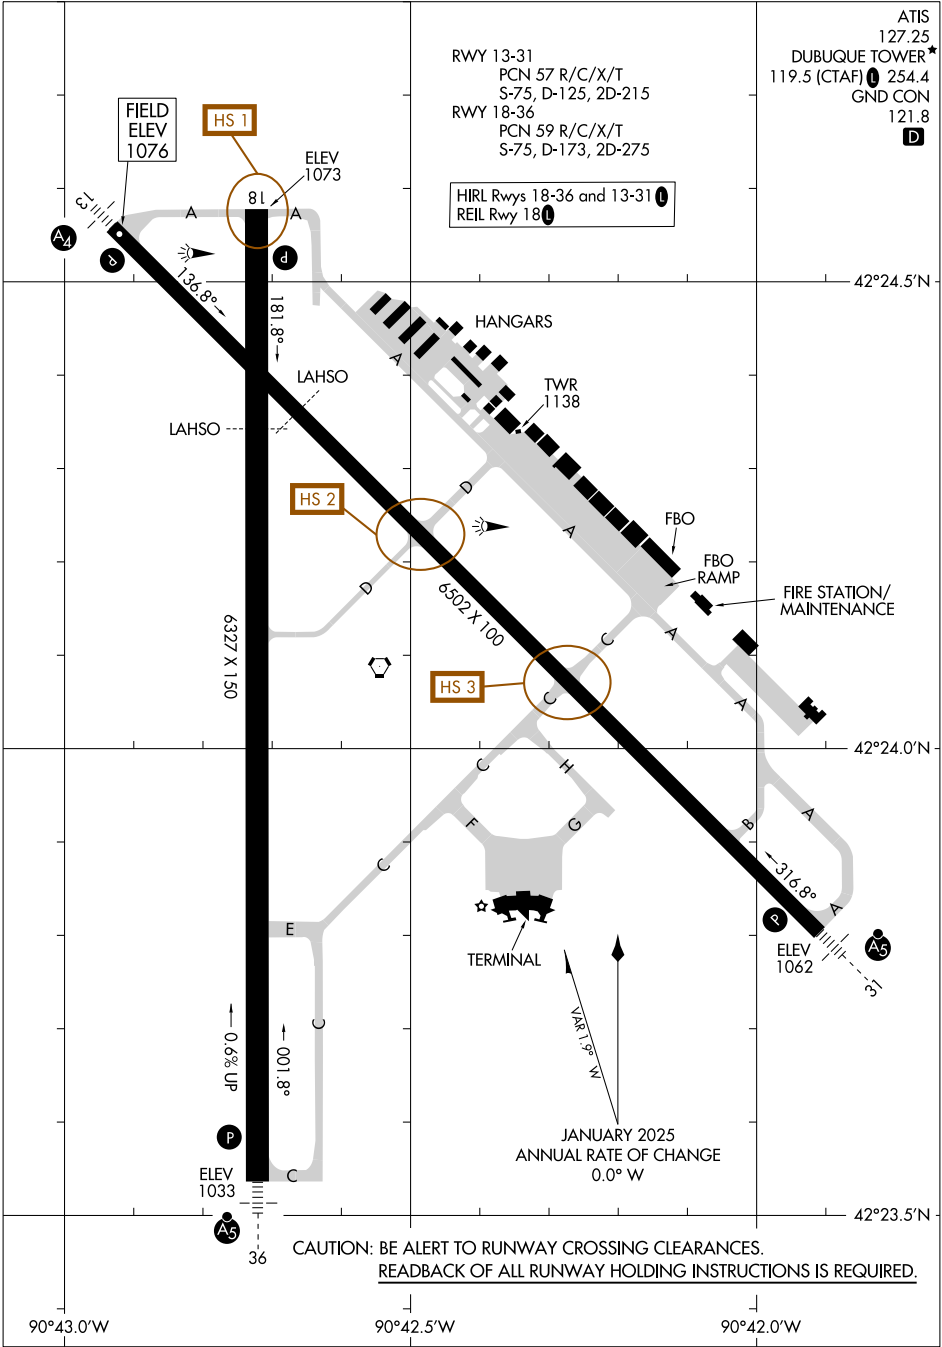 ATIS
127.25
DUBUQUE TOWER★
119.5 (CTAF) L 254.4
GND CON
121.8
D
RWY 13-31
PCN 57 R/C/X/T
S-75, D-125, 2D-215
RWY 18-36
PCN 59 R/C/X/T
S-75, D-173, 2D-275
HIRL Rwys 18-36 and 13-31 L
REIL Rwy 18 L
FIELD
ELEV
1076
HS 1
ELEV
1073
18
13
A
A
A4
P
P
136.8°
181.8°
42°24.5'N
HANGARS
A
TWR
1138
LAHSO
LAHSO
HS 2
D
A
FBO
FBO
RAMP
FIRE STATION/
MAINTENANCE
D
6502 X 100
6327 X 150
C
A
HS 3
C
A
42°24.0'N
C
H
F
G
B
A
C
316.8°
A
P
E
TERMINAL
ELEV
1062
A5
31
C
VAR 1.9° W
0.6% UP
001.8°
P
JANUARY 2025
ANNUAL RATE OF CHANGE
0.0° W
ELEV
1033
C
A5
36
42°23.5'N
CAUTION: BE ALERT TO RUNWAY CROSSING CLEARANCES.
READBACK OF ALL RUNWAY HOLDING INSTRUCTIONS IS REQUIRED.
90°43.0'W
90°42.5'W
90°42.0'W